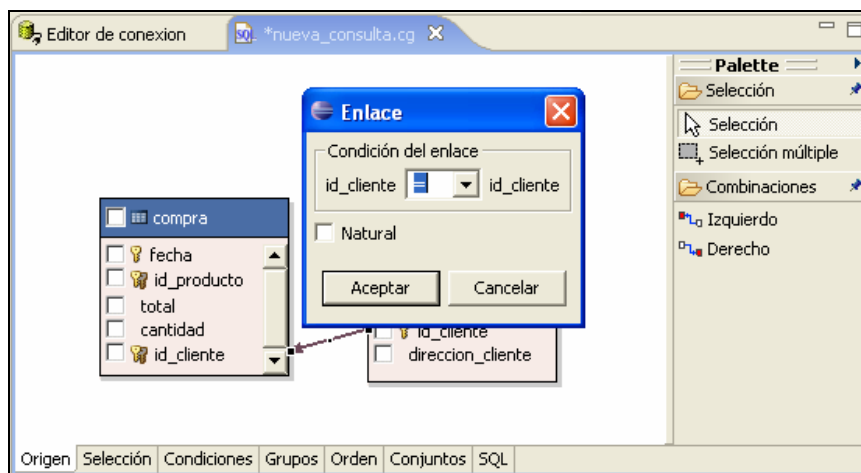 Editor de conexion
SQL *nueva_consulta.cg
Palette
Selección
Selección
Selección múltiple
Combinaciones
Izquierdo
Derecho
Enlace
Condición del enlace
id_cliente = id_cliente
Natural
Aceptar Cancelar
compra
fecha
id_producto
total
cantidad
id_cliente
id_cliente
direccion_cliente
Origen Selección Condiciones Grupos Orden Conjuntos SQL